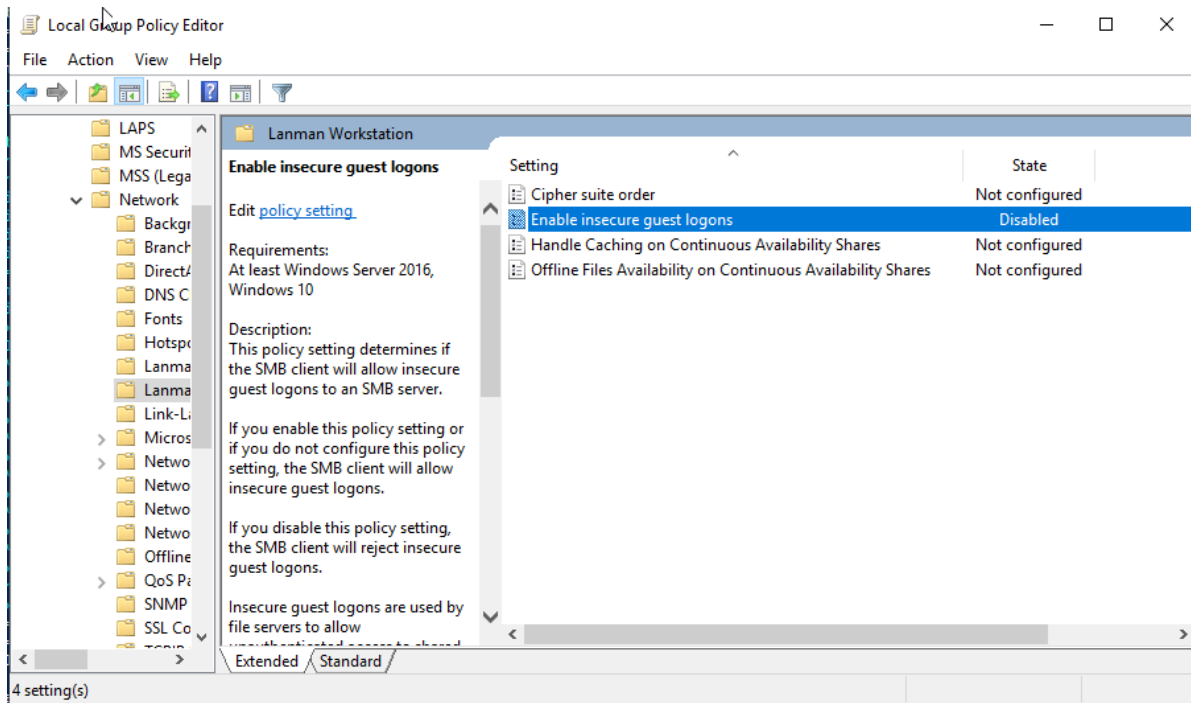 Local Group Policy Editor
File Action View Help
LAPS
MS Securit
MSS (Lega
Network
Backgr
Branch
DirectA
DNS C
Fonts
Hotspo
Lanma
Lanma
Link-La
Micros
Netwo
Netwo
Netwo
Netwo
Offline
QoS Pa
SNMP
SSL Co
TCPIP
Lanman Workstation
Enable insecure guest logons
Edit policy setting
Requirements:
At least Windows Server 2016,
Windows 10
Description:
This policy setting determines if
the SMB client will allow insecure
guest logons to an SMB server.
If you enable this policy setting or
if you do not configure this policy
setting, the SMB client will allow
insecure guest logons.
If you disable this policy setting,
the SMB client will reject insecure
guest logons.
Insecure guest logons are used by
file servers to allow
unauthenticated access to shared
Setting State
Cipher suite order Not configured
Enable insecure guest logons Disabled
Handle Caching on Continuous Availability Shares Not configured
Offline Files Availability on Continuous Availability Shares Not configured
Extended Standard
4 setting(s)